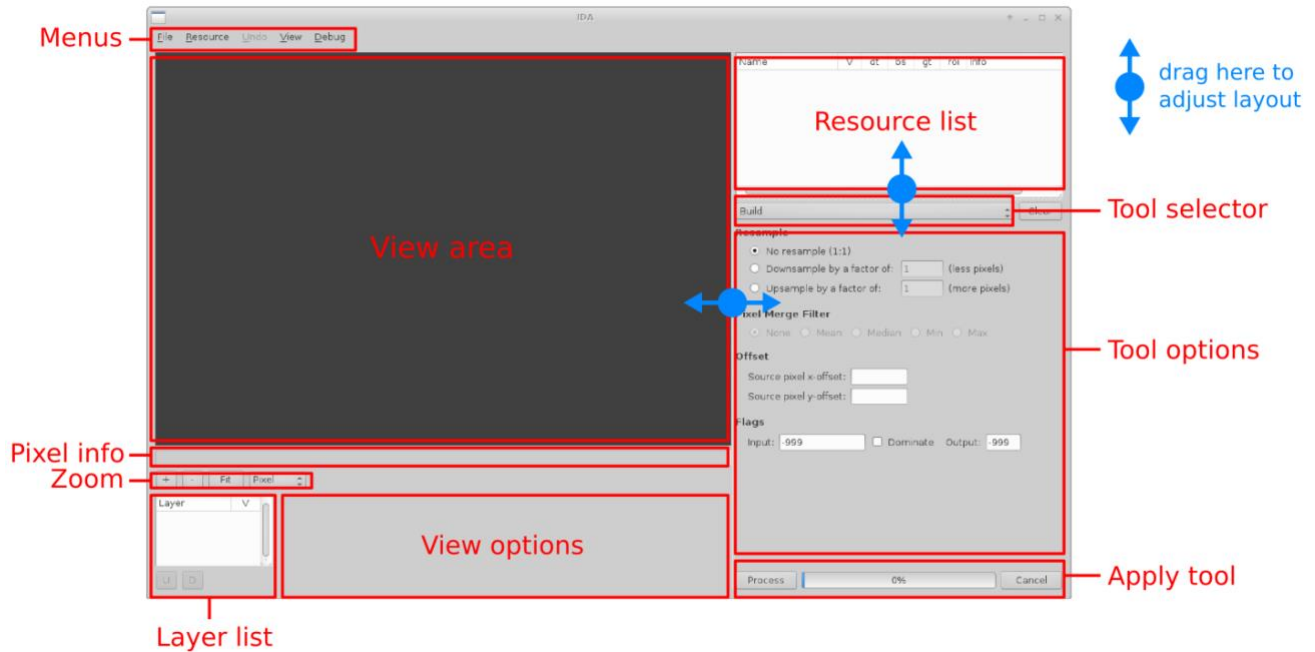 IDA
Menus
File Resource Undo View Debug
Name V dt bs gt roi info
drag here to
adjust layout
Resource list
Build Clear
Tool selector
Resample
No resample (1:1)
Downsample by a factor of: 1 (less pixels)
Upsample by a factor of: 1 (more pixels)
View area
Pixel Merge Filter
None Mean Median Min Max
Tool options
Offset
Source pixel x-offset:
Source pixel y-offset:
Flags
Input: -999 Dominate Output: -999
Pixel info
Zoom
+ - Fit Pixel
Layer V
View options
U D
Process 0% Cancel
Apply tool
Layer list